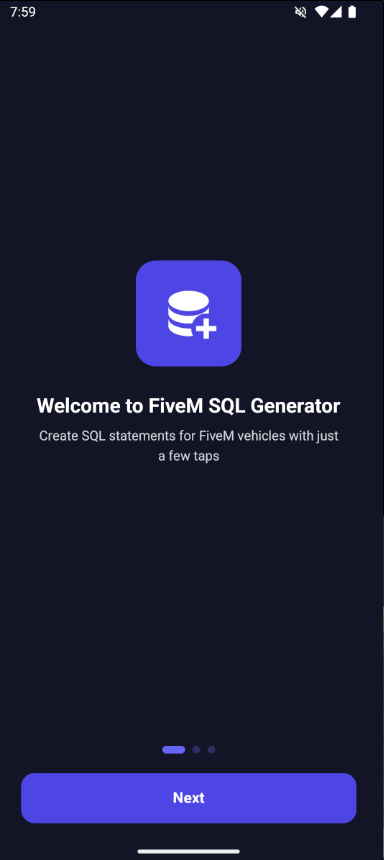 7:59
Welcome to FiveM SQL Generator
Create SQL statements for FiveM vehicles with just
a few taps
Next